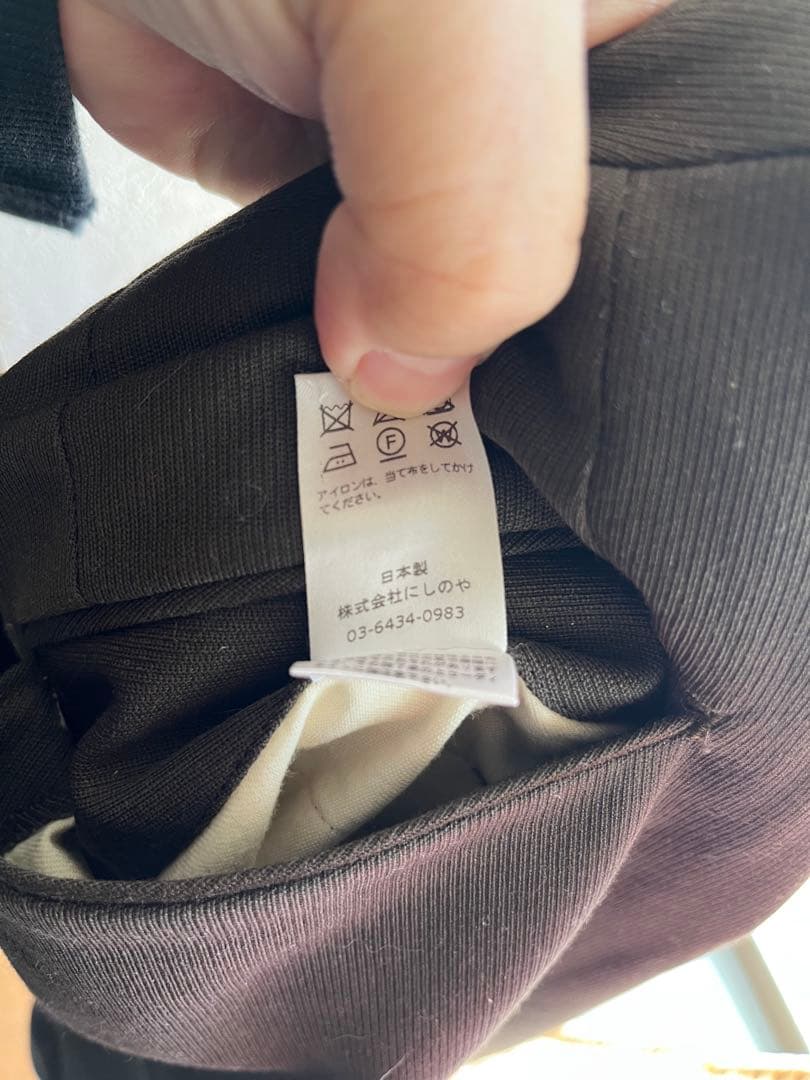 F
W
アイロンは、当て布をしてかけ
てください。
日本製
株式会社にしのや
03-6434-0983